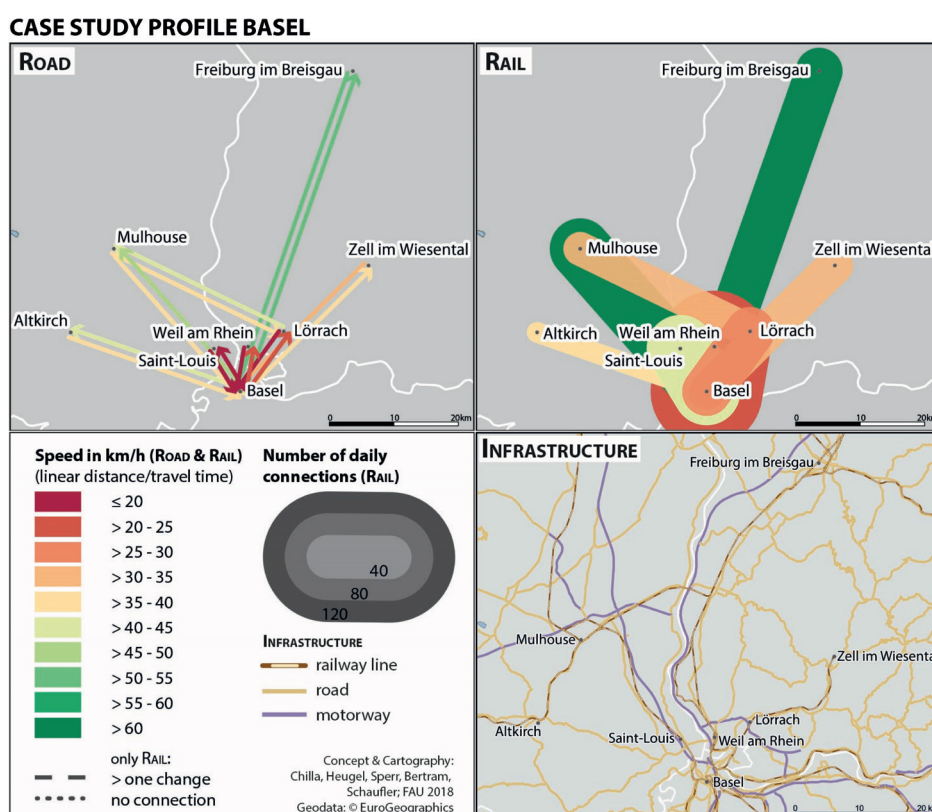 CASE STUDY PROFILE BASEL
ROAD
Freiburg im Breisgau
Mulhouse
Zell im Wiesental
Altkirch
Weil am Rhein
Lörrach
Saint-Louis
Basel
0 10 20km
RAIL
Freiburg im Breisgau
Mulhouse
Zell im Wiesental
Altkirch
Weil am Rhein
Lörrach
Saint-Louis
Basel
0 10 20km
Speed in km/h (ROAD & RAIL)
(linear distance/travel time)
≤ 20
> 20 - 25
> 25 - 30
> 30 - 35
> 35 - 40
> 40 - 45
> 45 - 50
> 50 - 55
> 55 - 60
> 60
only RAIL:
> one change
no connection
Number of daily
connections (RAIL)
40
80
120
INFRASTRUCTURE
railway line
road
motorway
Concept & Cartography:
Chilla, Heugel, Sperr, Bertram,
Schaufler; FAU 2018
Geodata: © EuroGeographics
INFRASTRUCTURE
Freiburg im Breisgau
Mulhouse
Zell im Wiesenta
Altkirch
Lörrach
Saint-Louis
Weil am Rhein
Basel
0 10 20